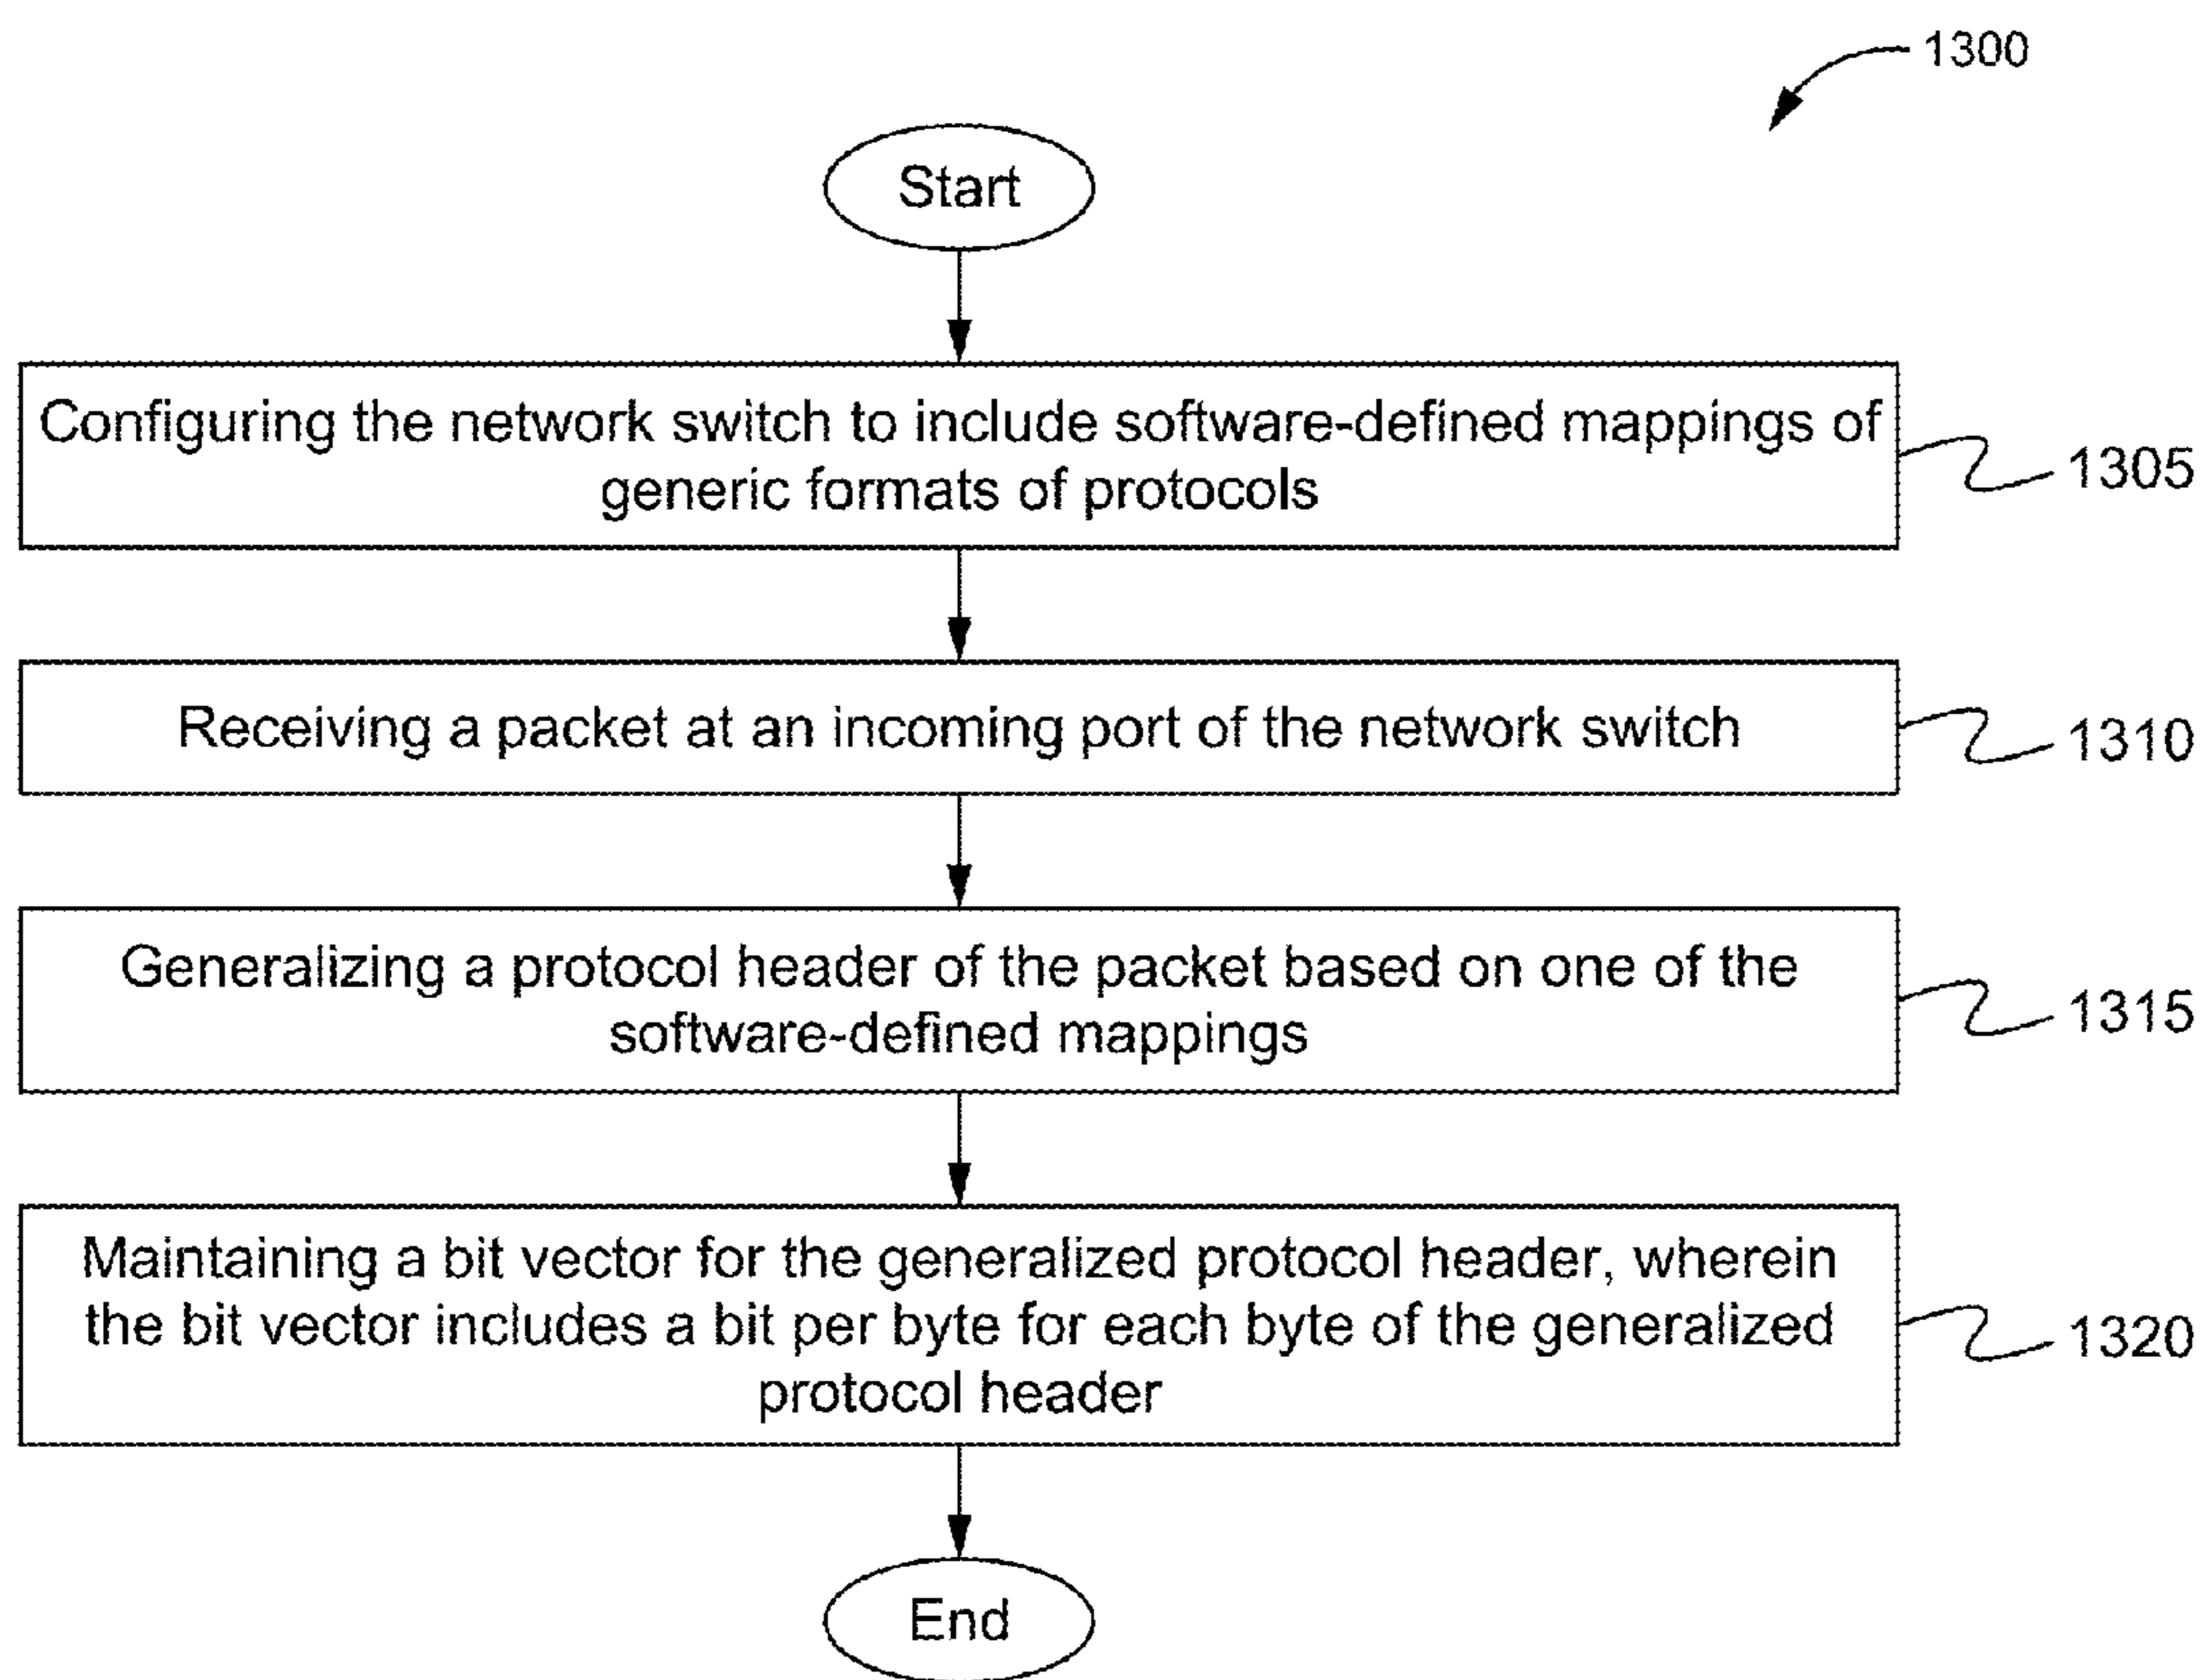 1300
Start
Configuring the network switch to include software-defined mappings of
generic formats of protocols
1305
Receiving a packet at an incoming port of the network switch
1310
Generalizing a protocol header of the packet based on one of the
software-defined mappings
1315
Maintaining a bit vector for the generalized protocol header, wherein
the bit vector includes a bit per byte for each byte of the generalized
protocol header
1320
End